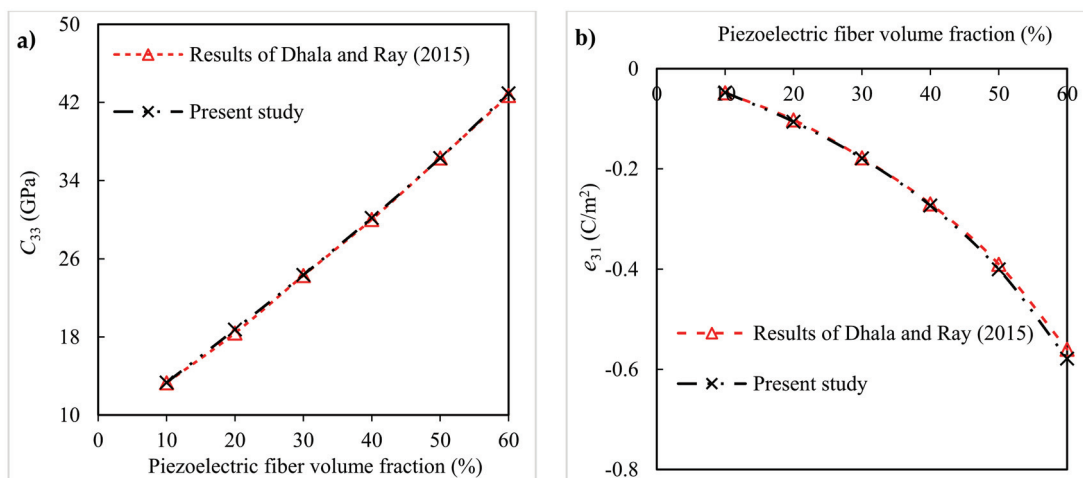 a)
50
42
34
26
18
10
C33 (GPa)
Results of Dhala and Ray (2015)
Present study
0 10 20 30 40 50 60
Piezoelectric fiber volume fraction (%)
b)
Piezoelectric fiber volume fraction (%)
0
0 10 20 30 40 50 60
-0.2
-0.4
-0.6
-0.8
e31 (C/m²)
Results of Dhala and Ray (2015)
Present study